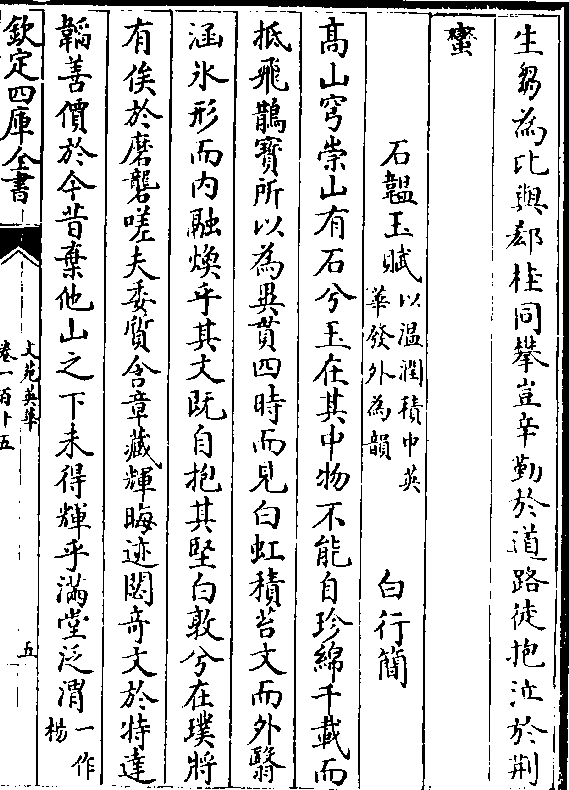 生芻為比與郄桂同攀豈辛勤於道路徒抱泣於荆
蠻
石韞玉賦以温潤積中英
華發外為韻
白行簡
髙山穹崇山有石兮玉在其中物不能自珍綿千載而
抵飛鵲寳所以為異貫四時而見白虹積苔文而外翳
涵氷形而内融煥乎其文既自抱其堅白敦兮在璞將
有俟於磨礱嗟夫委質含章藏輝晦迹閟竒文於特達
韞善價於今昔棄他山之下未得輝乎滿堂泛渭一作
楊
欽定四庫全書
文苑英華
卷一百十五
五